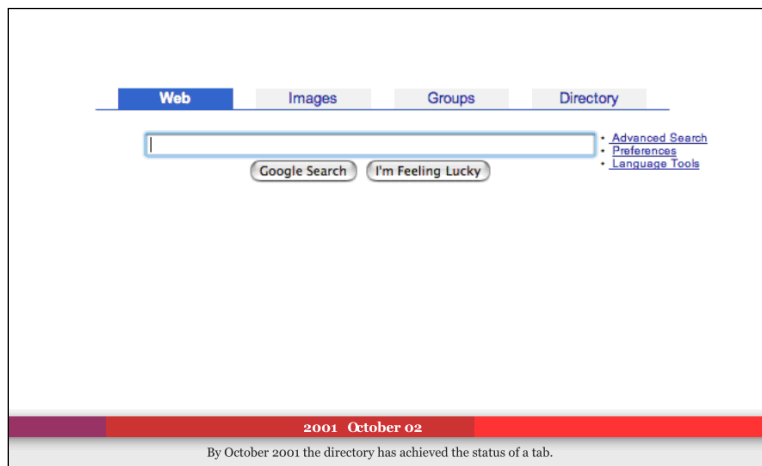 Web Images Groups Directory
• Advanced Search
• Preferences
• Language Tools
Google Search I'm Feeling Lucky
2001 October 02
By October 2001 the directory has achieved the status of a tab.